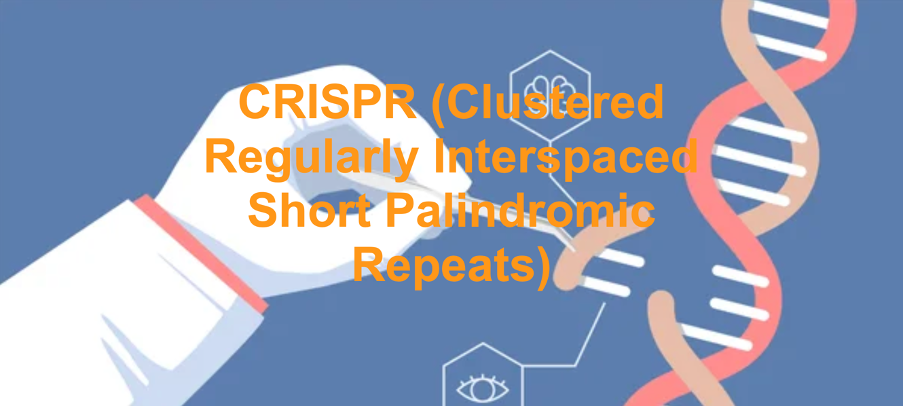 CRISPR (Clustered
Regularly Interspaced
Short Palindromic
Repeats)